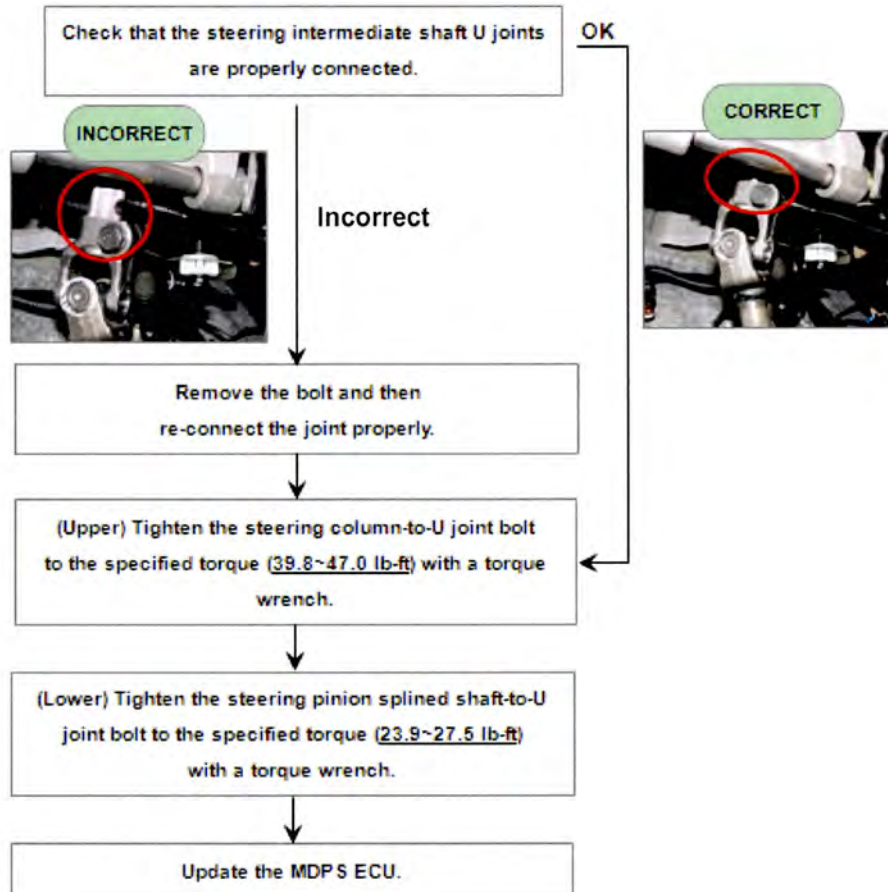 Check that the steering intermediate shaft U joints
are properly connected.
OK
INCORRECT
CORRECT
Incorrect
Remove the bolt and then
re-connect the joint properly.
(Upper) Tighten the steering column-to-U joint bolt
to the specified torque (39.8~47.0 lb-ft) with a torque
wrench.
(Lower) Tighten the steering pinion splined shaft-to-U
joint bolt to the specified torque (23.9~27.5 lb-ft)
with a torque wrench.
Update the MDPS ECU.